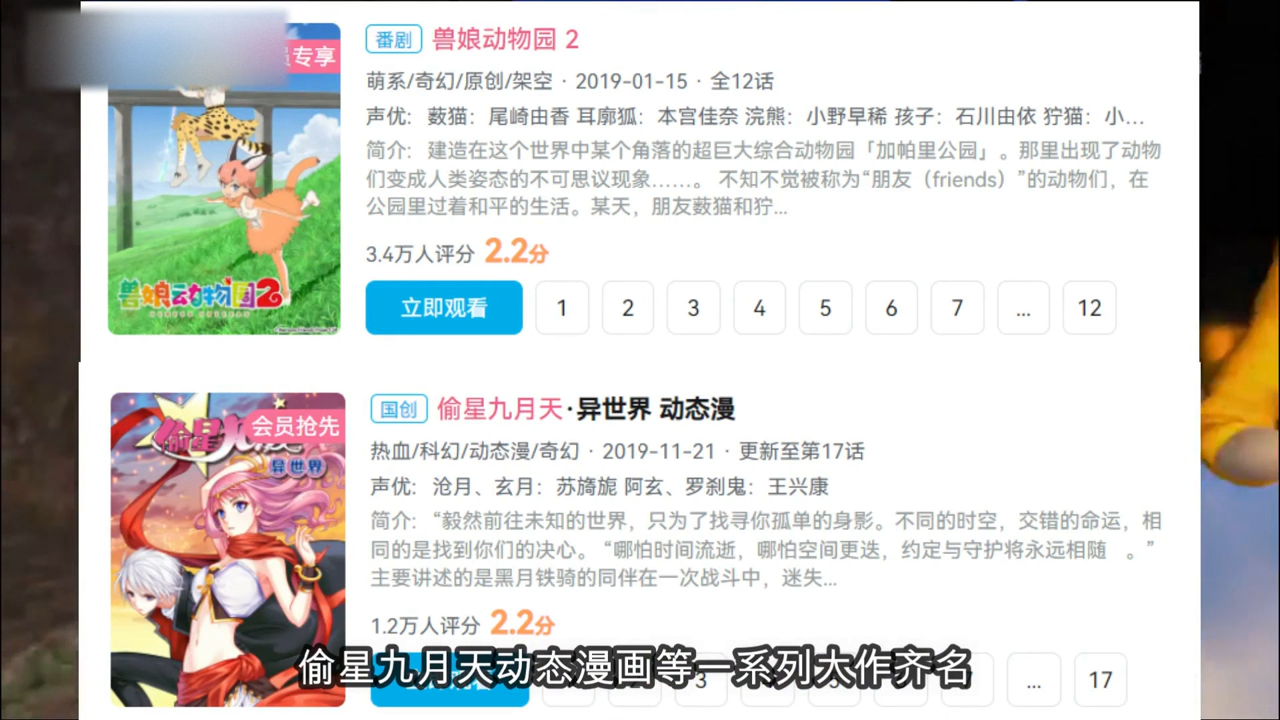 员专享
番剧 兽娘动物园 2
萌系/奇幻/原创/架空 · 2019-01-15 · 全12话
声优: 薮猫: 尾崎由香 耳廓狐: 本宫佳奈 浣熊: 小野早稀 孩子: 石川由依 狞猫: 小...
简介: 建造在这个世界中某个角落的超巨大综合动物园「加帕里公园」。那里出现了动物
们变成人类姿态的不可思议现象……。 不知不觉被称为“朋友（friends）”的动物们，在
公园里过着和平的生活。某天，朋友薮猫和狞...
兽娘动物园2
3.4万人评分 2.2分
立即观看 1 2 3 4 5 6 7 ... 12
会员抢先
偷星九月天
异世界
国创 偷星九月天·异世界 动态漫
热血/科幻/动态漫/奇幻 · 2019-11-21 · 更新至第17话
声优: 沧月、玄月: 苏旖旎 阿玄、罗刹鬼: 王兴康
简介: “毅然前往未知的世界，只为了找寻你孤单的身影。不同的时空，交错的命运，相
同的是找到你们的决心。 “哪怕时间流逝，哪怕空间更迭，约定与守护将永远相随 。”
主要讲述的是黑月铁骑的同伴在一次战斗中，迷失...
1.2万人评分 2.2分
偷星九月天动态漫画等一系列大作齐名
3 ... 17